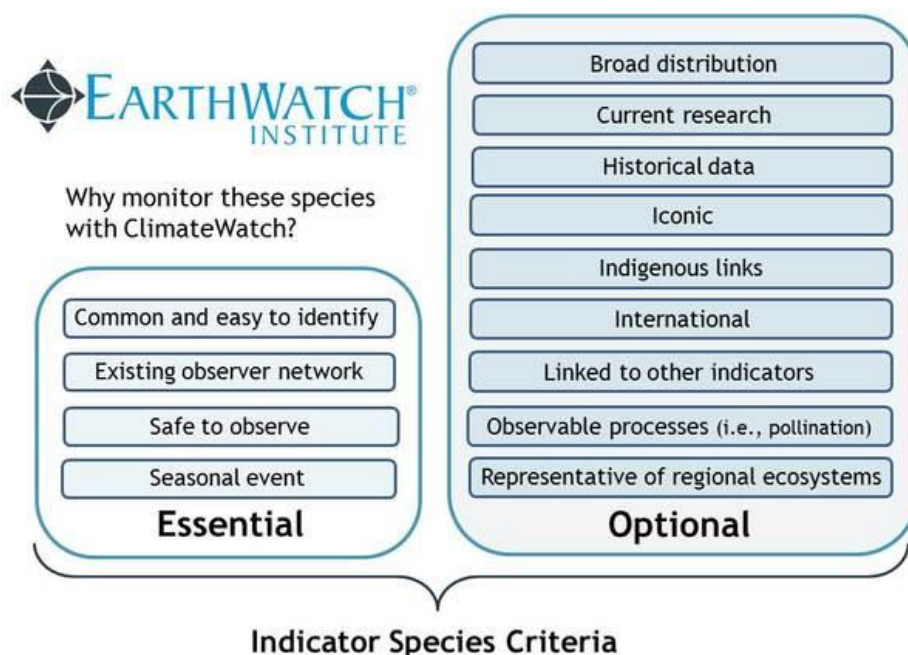 EARTHWATCH®
INSTITUTE
Why monitor these species
with ClimateWatch?
Common and easy to identify
Existing observer network
Safe to observe
Seasonal event
Essential
Broad distribution
Current research
Historical data
Iconic
Indigenous links
International
Linked to other indicators
Observable processes (i.e., pollination)
Representative of regional ecosystems
Optional
Indicator Species Criteria